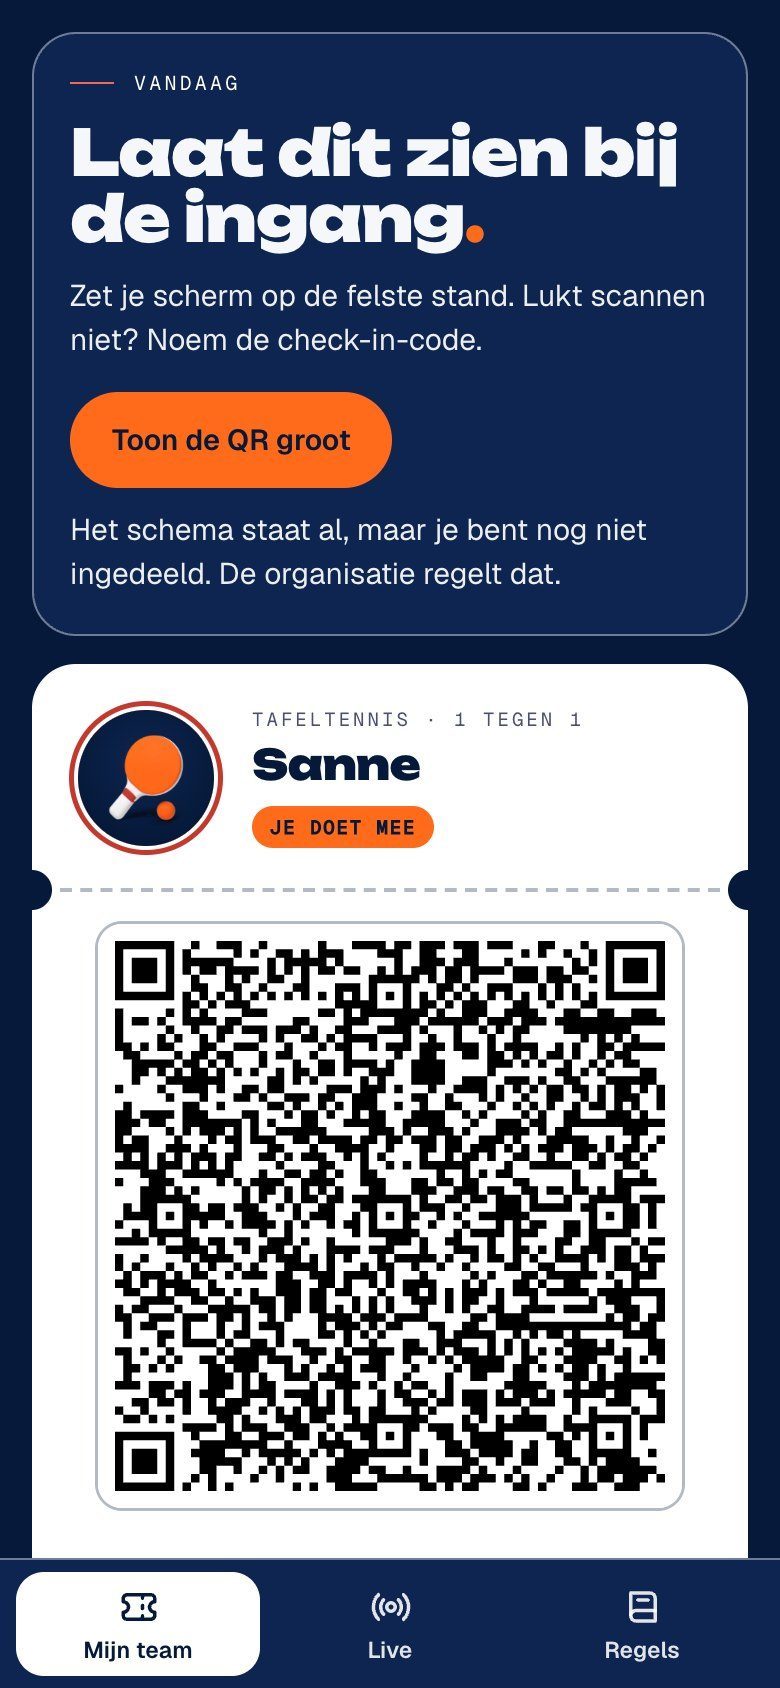 VANDAAG
Laat dit zien bij
de ingang.
Zet je scherm op de felste stand. Lukt scannen
niet? Noem de check-in-code.
Toon de QR groot
Het schema staat al, maar je bent nog niet
ingedeeld. De organisatie regelt dat.
TAFELTENNIS · 1 TEGEN 1
Sanne
JE DOET MEE
Mijn team
Live
Regels